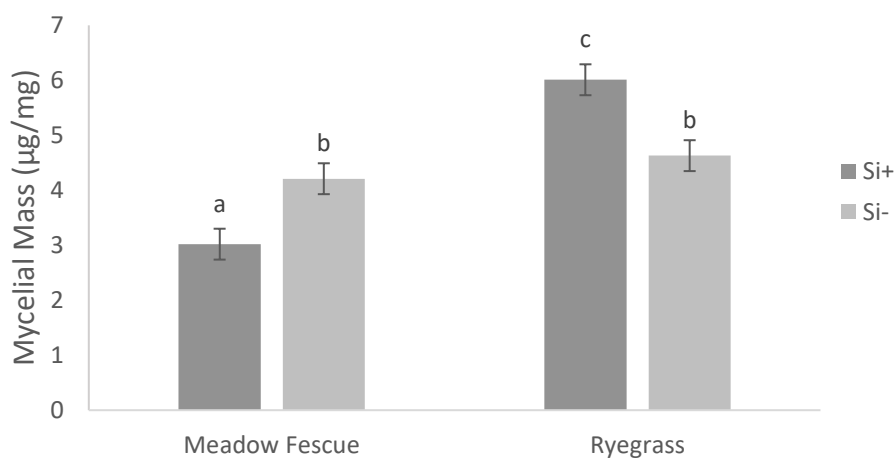 Mycelial Mass (µg/mg)
7
6
5
4
3
2
1
0
a
b
c
b
Meadow Fescue
Ryegrass
Si+
Si-